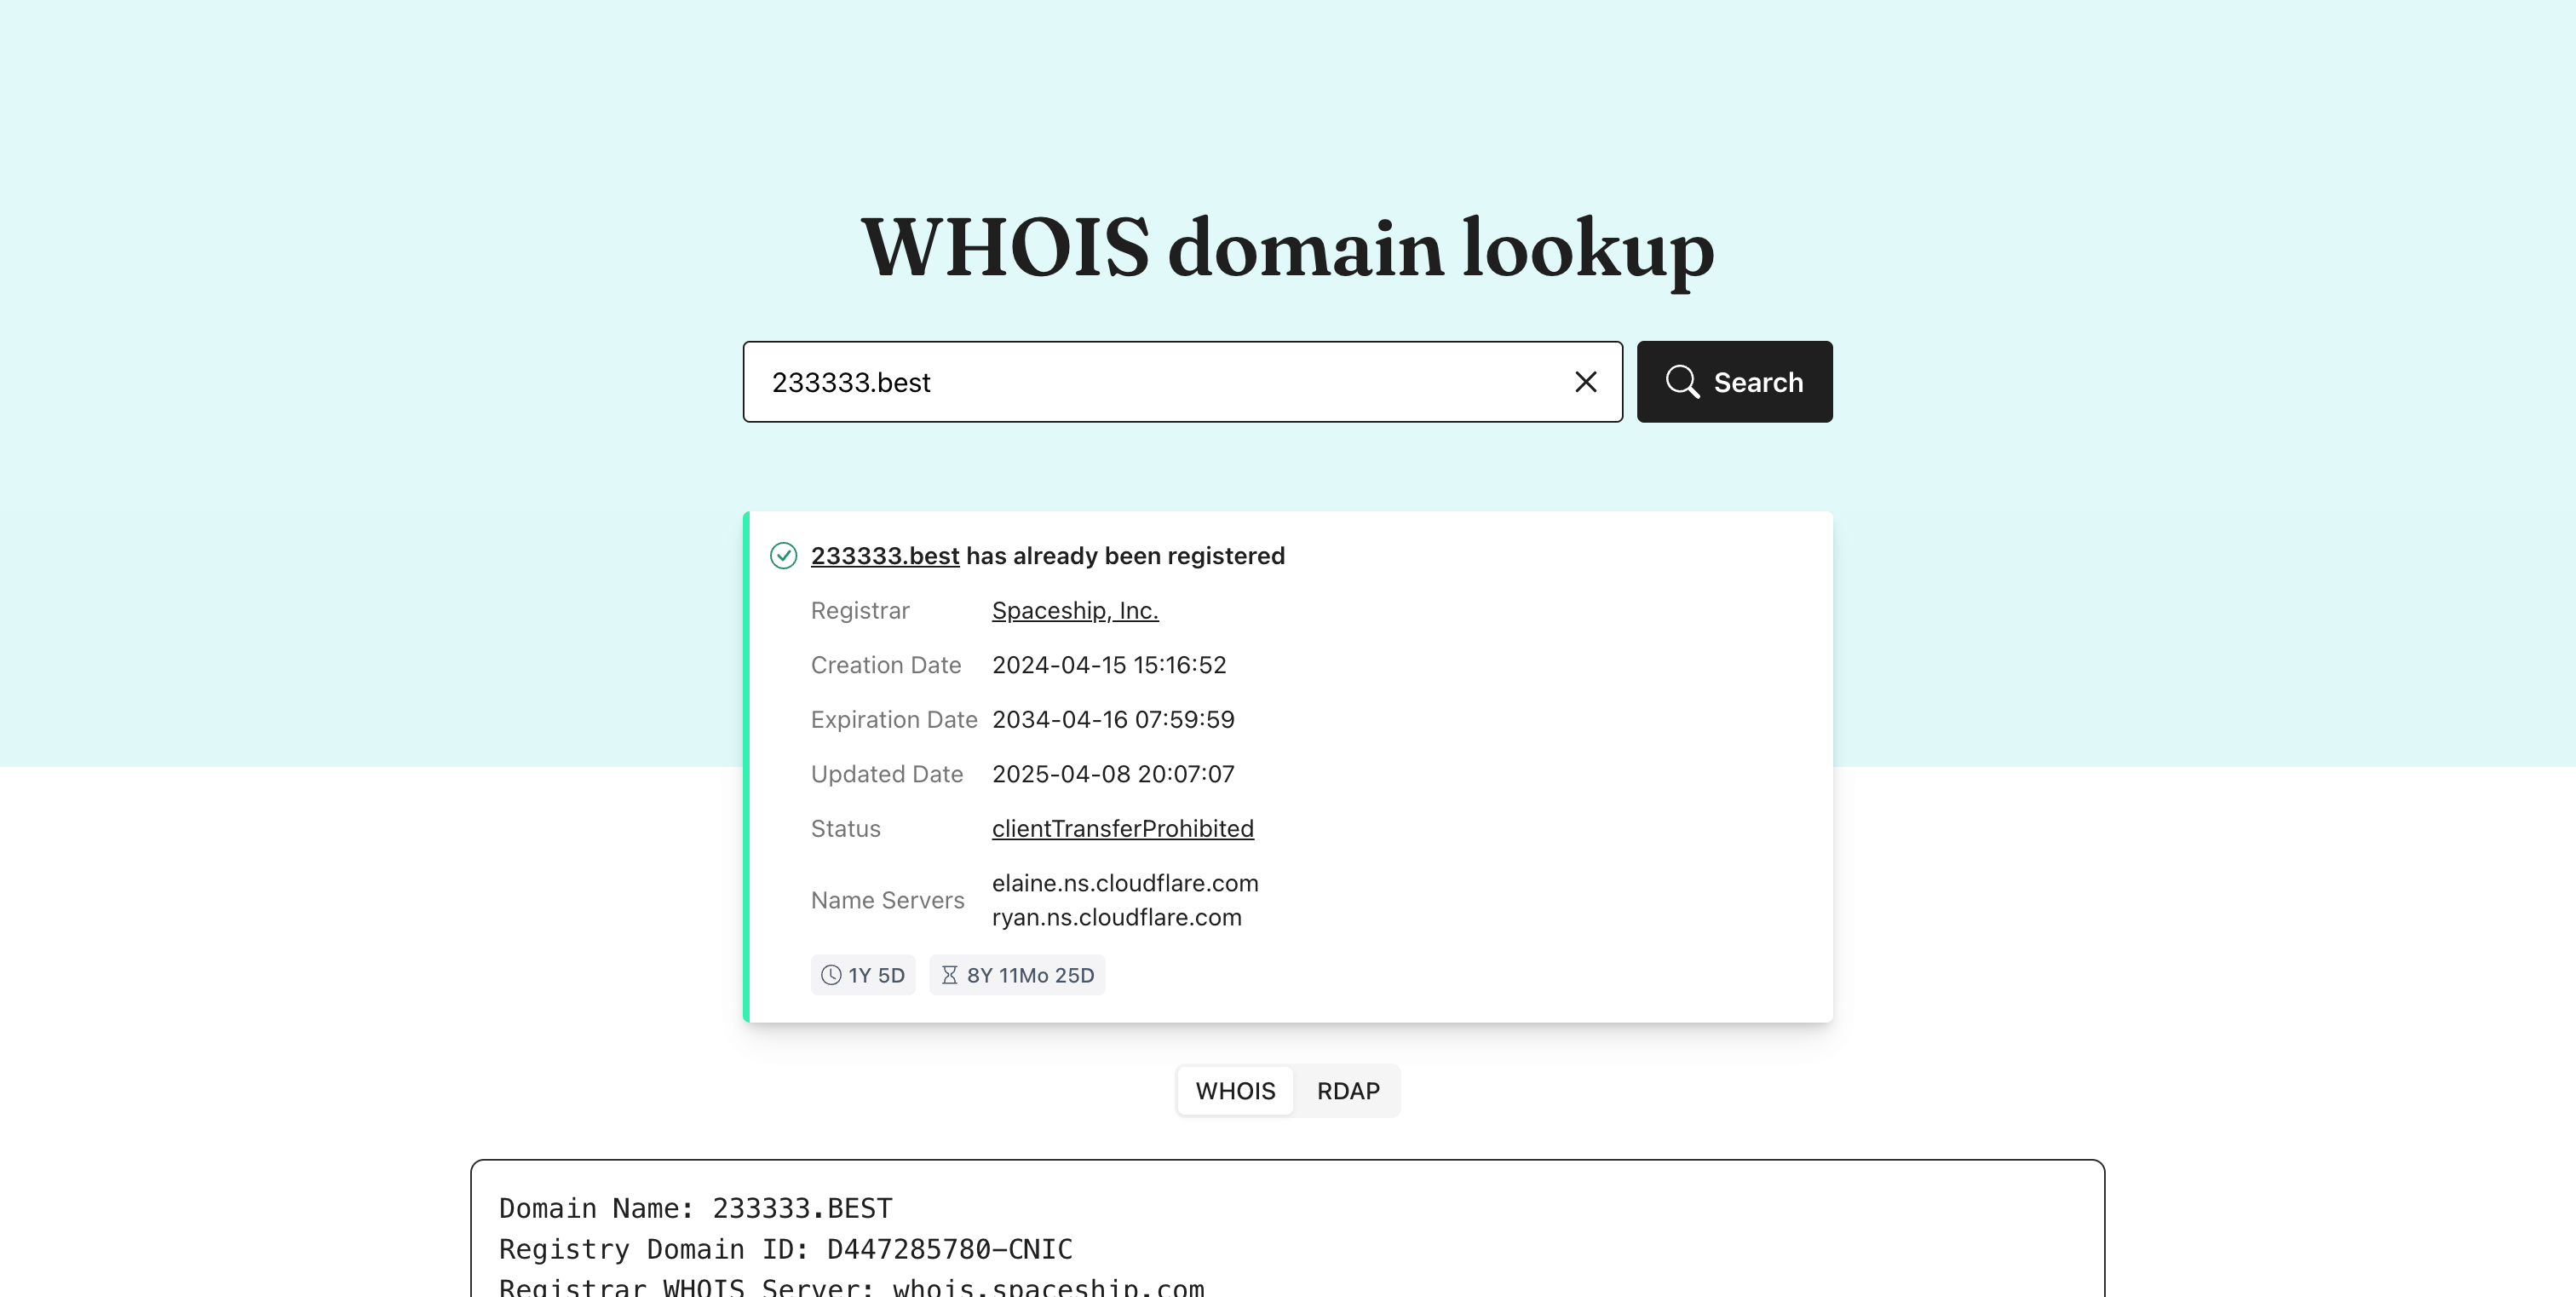 WHOIS domain lookup
233333.best
Search
233333.best has already been registered
Registrar Spaceship, Inc.
Creation Date 2024-04-15 15:16:52
Expiration Date 2034-04-16 07:59:59
Updated Date 2025-04-08 20:07:07
Status clientTransferProhibited
Name Servers elaine.ns.cloudflare.com
ryan.ns.cloudflare.com
1Y 5D 8Y 11Mo 25D
WHOIS RDAP
Domain Name: 233333.BEST
Registry Domain ID: D447285780-CNIC
Registrar WHOIS Server: whois.spaceship.com